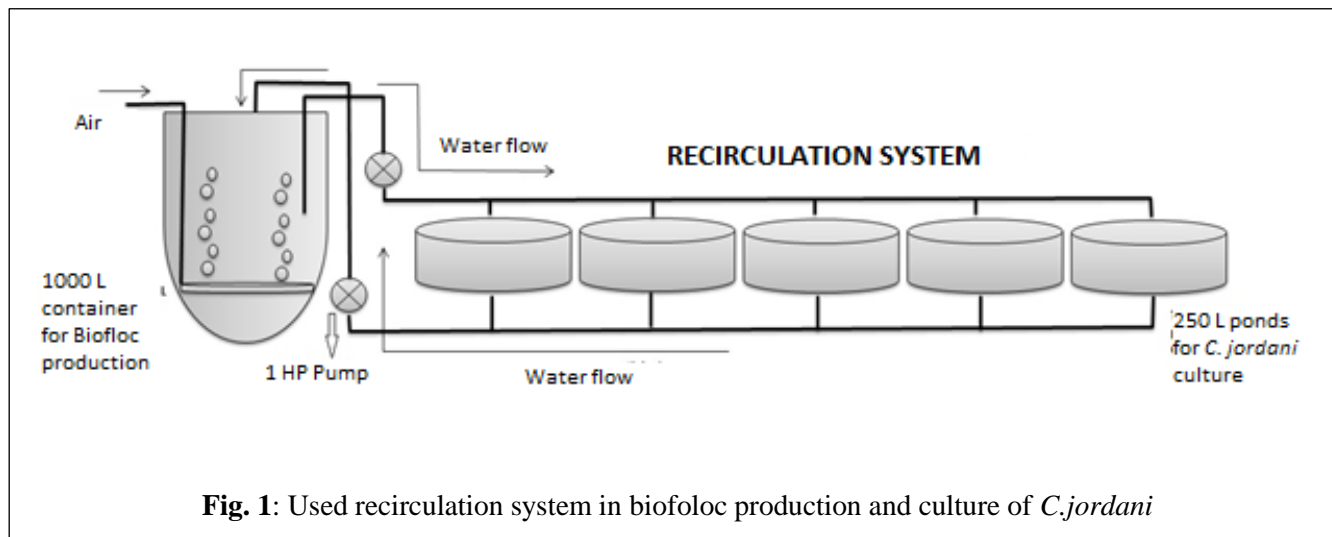 Air
Water flow
RECIRCULATION SYSTEM
1000 L
container
for Biofloc
production
1 HP Pump
Water flow
250 L ponds
for C. jordani
culture
Fig. 1: Used recirculation system in biofoloc production and culture of C.jordani